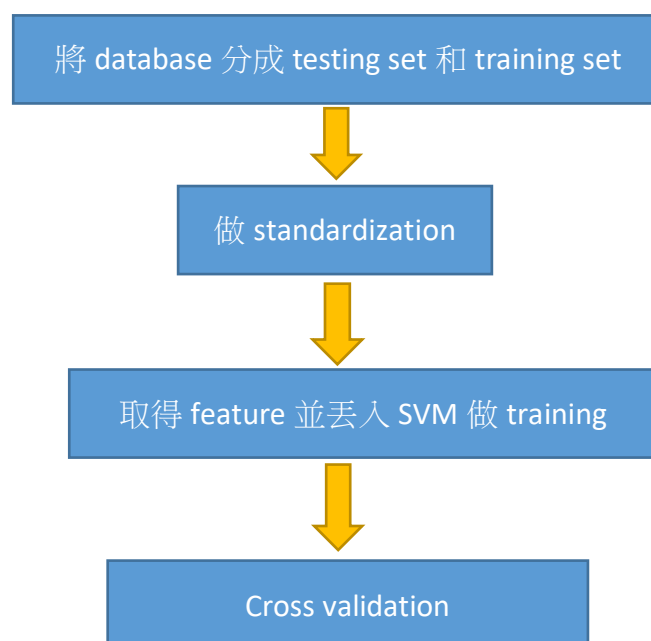 將 database 分成 testing set 和 training set
做 standardization
取得 feature 並丟入 SVM 做 training
Cross validation